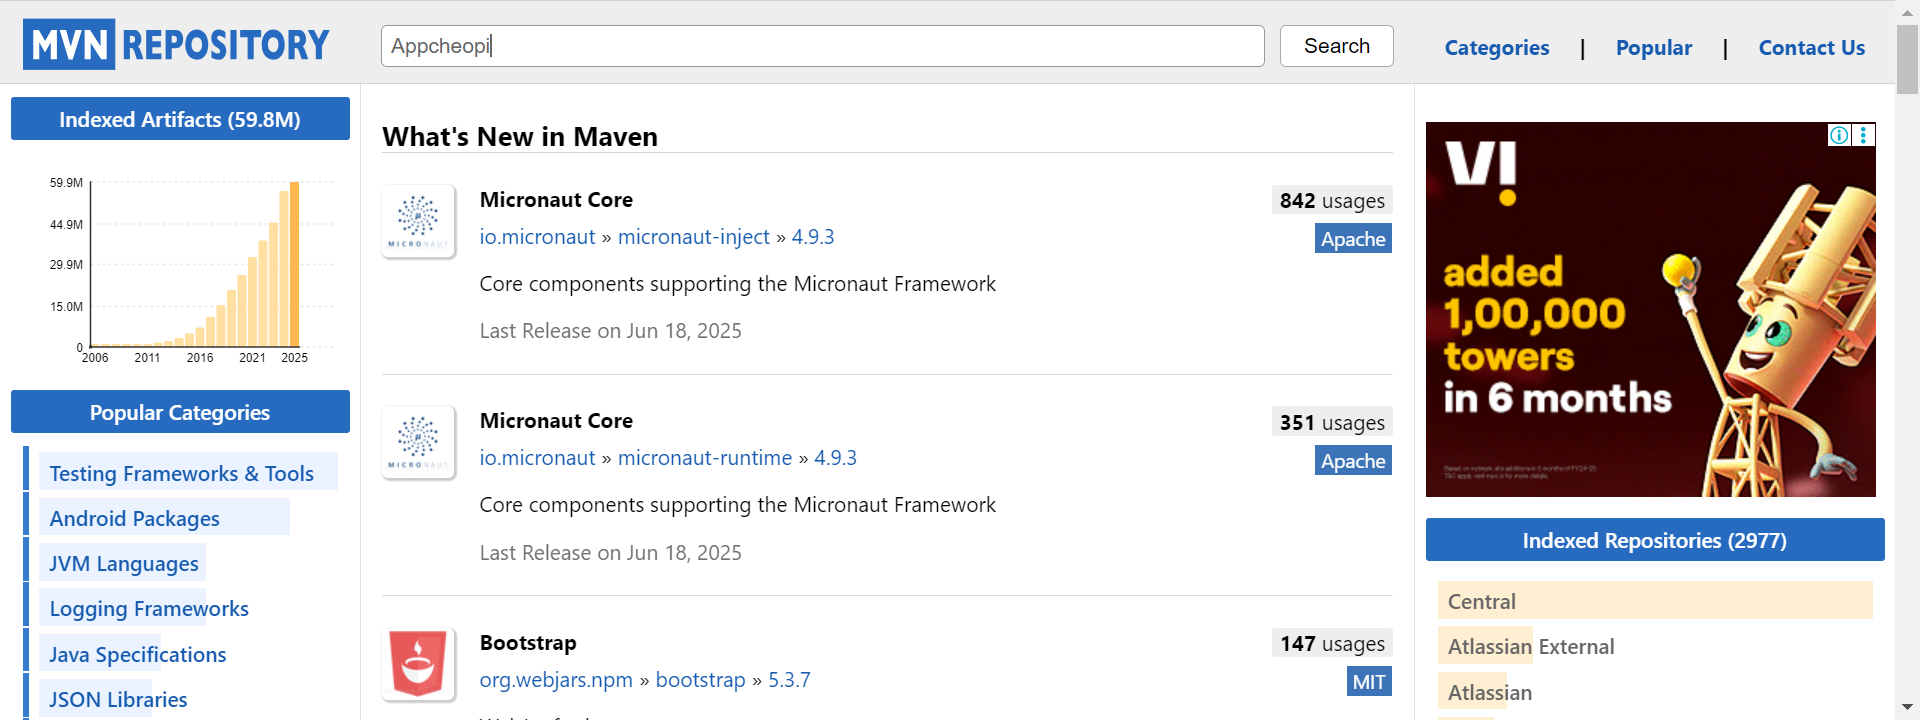 MVN REPOSITORY
Appcheopi
Search
Categories | Popular | Contact Us
Indexed Artifacts (59.8M)
59.9M
44.9M
29.9M
15.0M
0
2006 2011 2016 2021 2025
Popular Categories
Testing Frameworks & Tools
Android Packages
JVM Languages
Logging Frameworks
Java Specifications
JSON Libraries
What's New in Maven
MICRONAUT
Micronaut Core
842 usages
io.micronaut » micronaut-inject » 4.9.3
Apache
Core components supporting the Micronaut Framework
Last Release on Jun 18, 2025
MICRONAUT
Micronaut Core
351 usages
io.micronaut » micronaut-runtime » 4.9.3
Apache
Core components supporting the Micronaut Framework
Last Release on Jun 18, 2025
Bootstrap
147 usages
org.webjars.npm » bootstrap » 5.3.7
MIT
VI
added
1,00,000
towers
in 6 months
Indexed Repositories (2977)
Central
Atlassian External
Atlassian